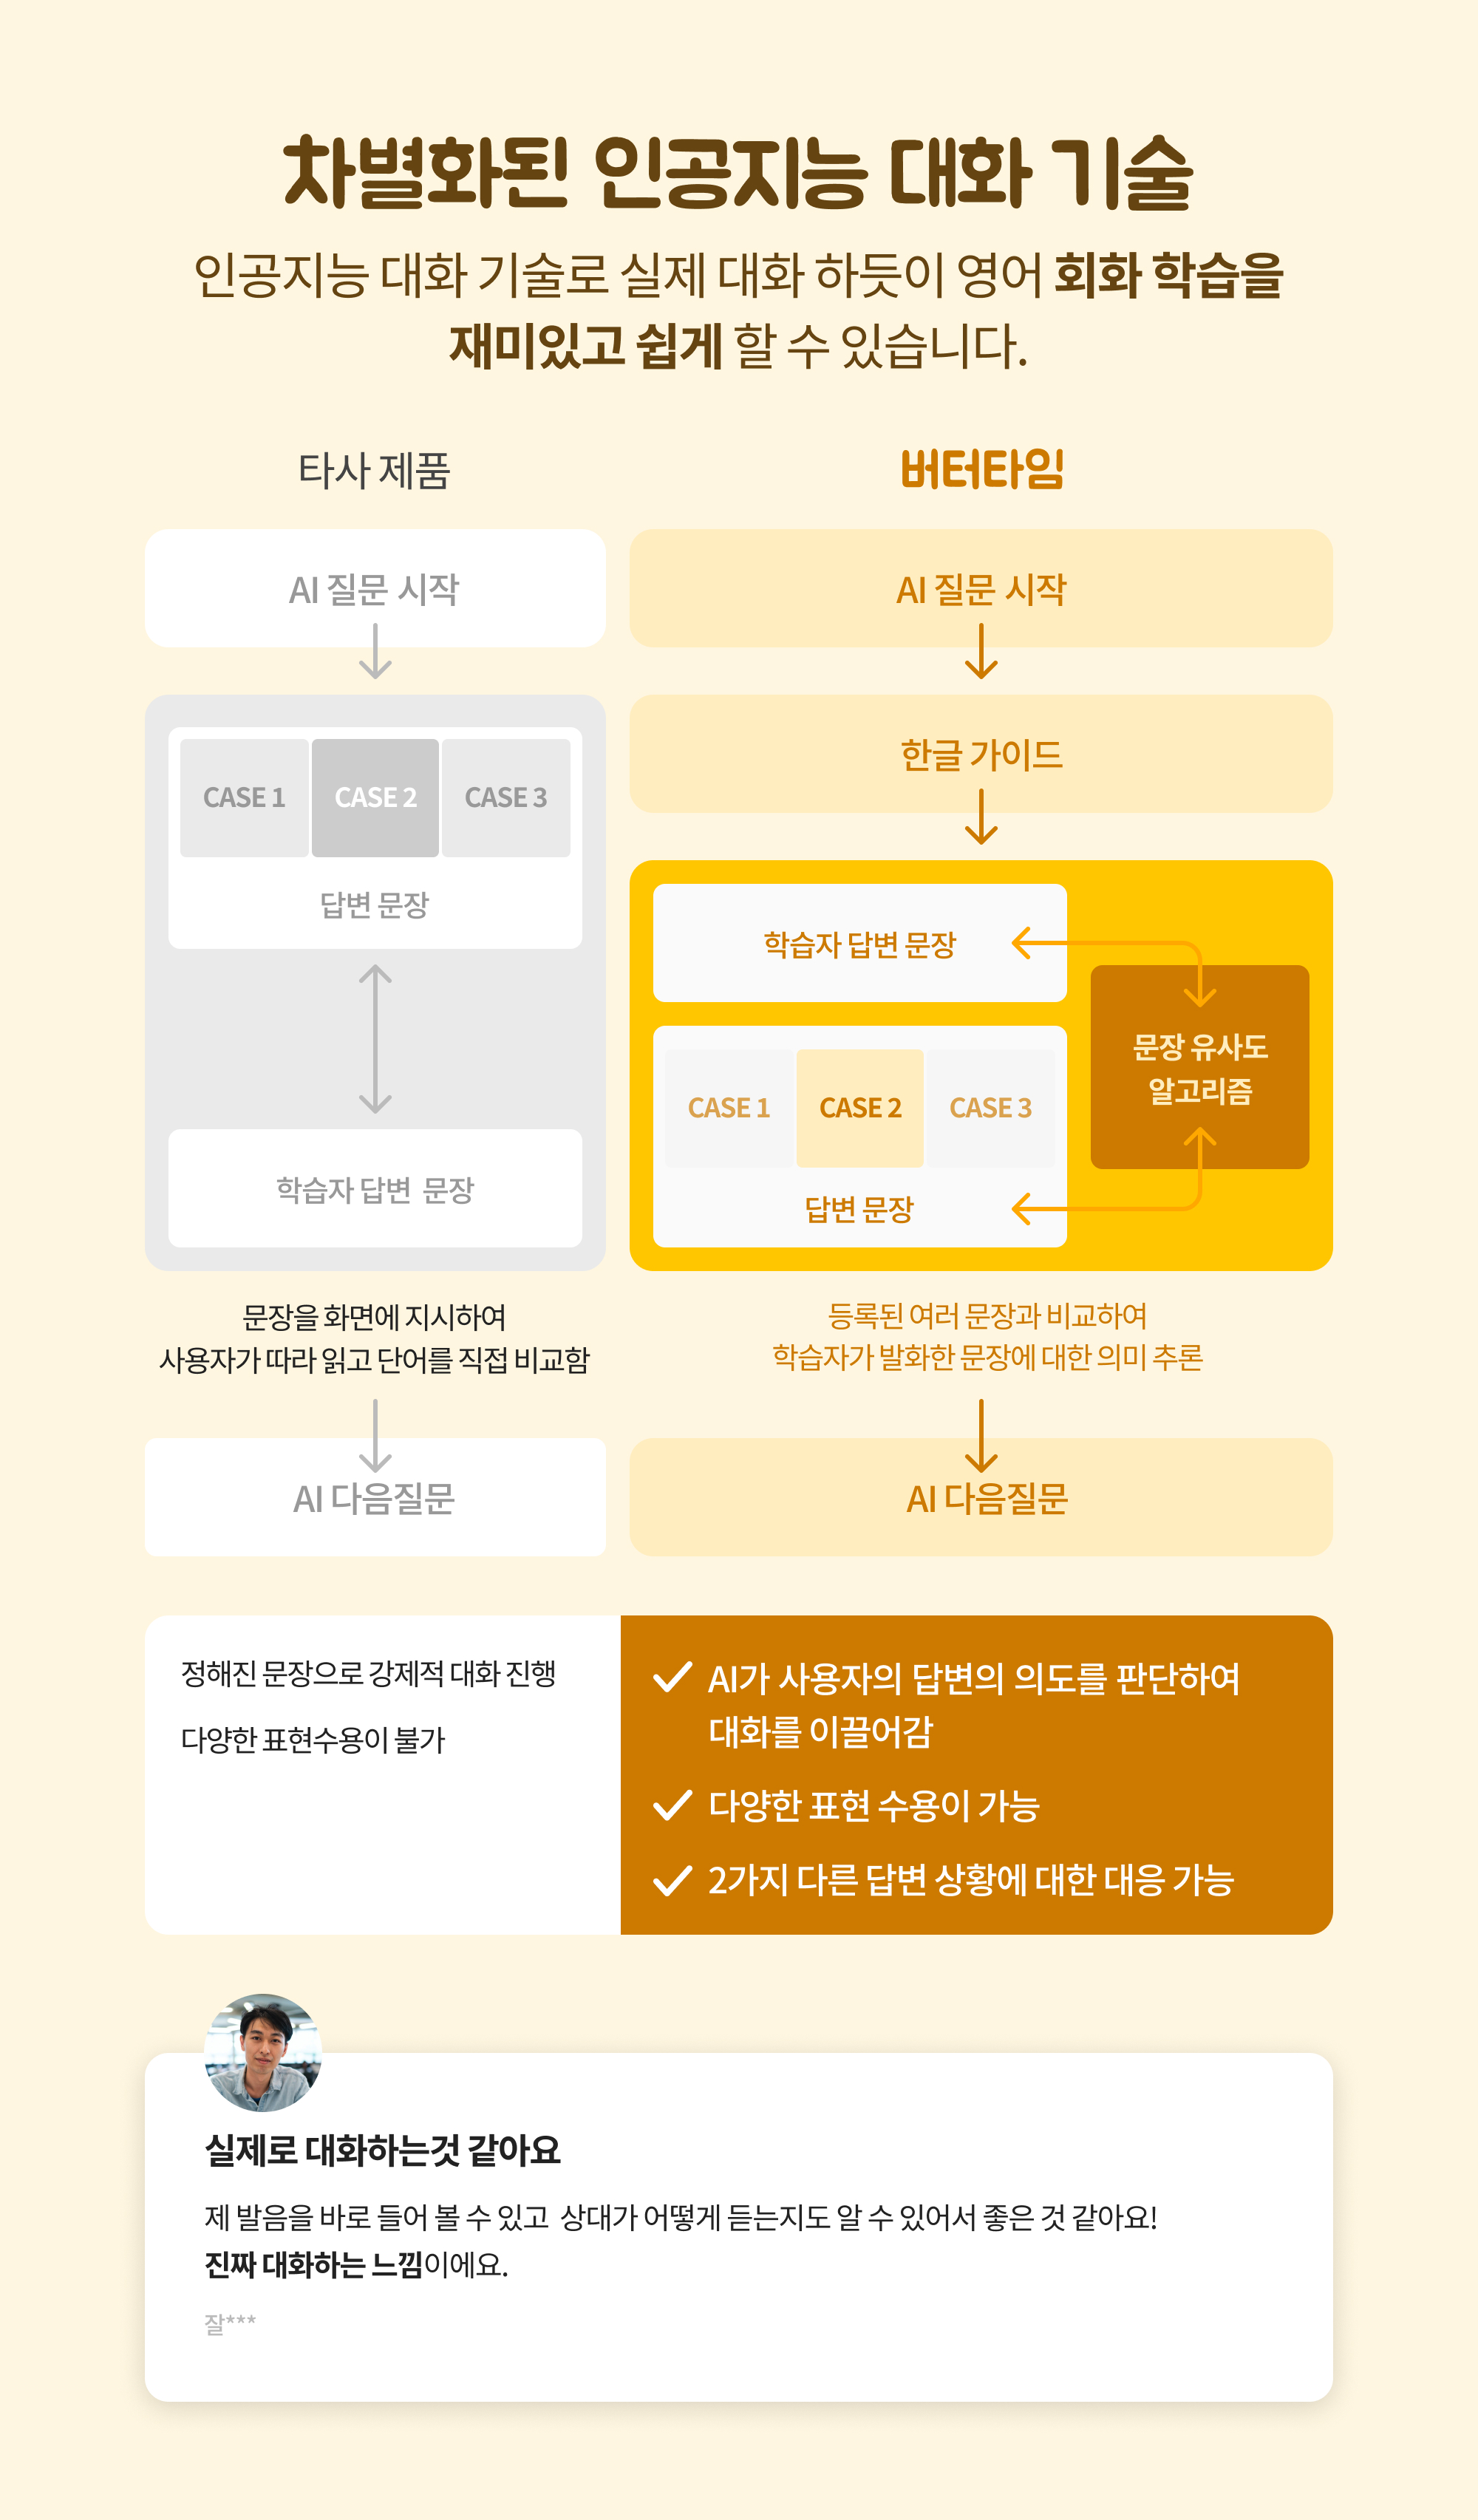 차별화된 인공지능 대화 기술
인공지능 대화 기술로 실제 대화 하듯이 영어 회화 학습을
재미있고 쉽게 할 수 있습니다.
타사 제품
AI 질문 시작
CASE 1
CASE 2
CASE 3
답변 문장
학습자 답변 문장
문장을 화면에 지시하여
사용자가 따라 읽고 단어를 직접 비교함
AI 다음질문
버터타임
AI 질문 시작
한글 가이드
학습자 답변 문장
CASE 1
CASE 2
CASE 3
답변 문장
문장 유사도
알고리즘
등록된 여러 문장과 비교하여
학습자가 발화한 문장에 대한 의미 추론
AI 다음질문
정해진 문장으로 강제적 대화 진행
다양한 표현수용이 불가
AI가 사용자의 답변의 의도를 판단하여
대화를 이끌어감
다양한 표현 수용이 가능
2가지 다른 답변 상황에 대한 대응 가능
실제로 대화하는것 같아요
제 발음을 바로 들어 볼 수 있고 상대가 어떻게 듣는지도 알 수 있어서 좋은 것 같아요!
진짜 대화하는 느낌이에요.
잘***